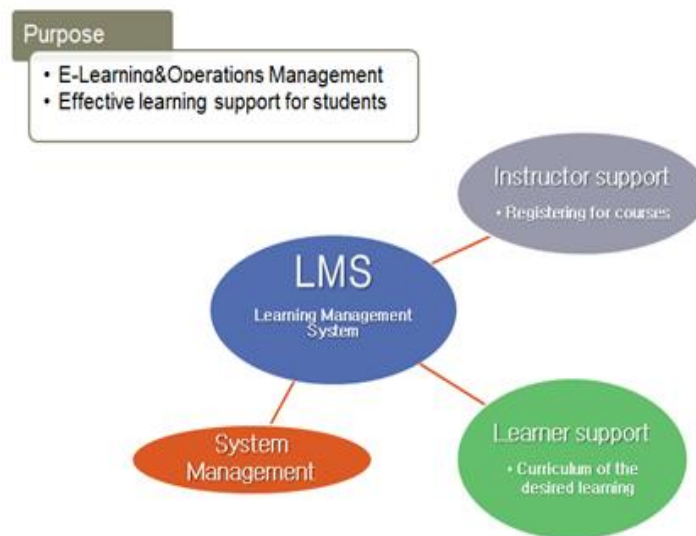 Purpose
• E-Learning&Operations Management
• Effective learning support for students
Instructor support
• Registering for courses
LMS
Learning Management
System
System
Management
Learner support
• Curriculum of the
desired learning